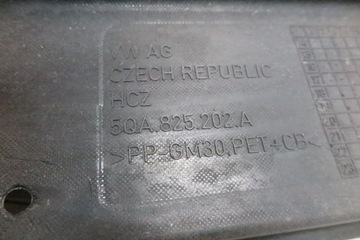 VW AG
CZECH REPUBLIC
HCZ
5QA.825.202.A
>PP-GM30,PET+CB<